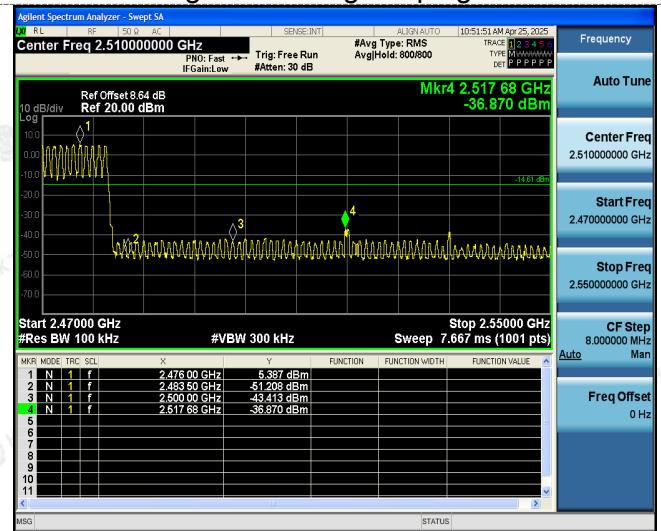 Agilent Spectrum Analyzer - Swept SA
LXI RL RF 50 Ω AC SENSE:INT ALIGN AUTO 10:51:51 AM Apr 25, 2025
Center Freq 2.510000000 GHz
PNO: Fast
IFGain:Low
Trig: Free Run
#Atten: 30 dB
#Avg Type: RMS
Avg|Hold: 800/800
TRACE 1 2 3 4 5 6
TYPE MWWWWW
DET P P P P P P
Frequency
Auto Tune
Center Freq
2.510000000 GHz
Start Freq
2.470000000 GHz
Stop Freq
2.550000000 GHz
CF Step
8.000000 MHz
Auto Man
Freq Offset
0 Hz
Ref Offset 8.64 dB
10 dB/div Ref 20.00 dBm
Log
Mkr4 2.517 68 GHz
-36.870 dBm
10.0
0.00
-10.0
-20.0
-30.0
-40.0
-50.0
-60.0
-70.0
1
2
3
4
-14.61 dBm
Start 2.47000 GHz Stop 2.55000 GHz
#Res BW 100 kHz #VBW 300 kHz Sweep 7.667 ms (1001 pts)
MKR MODE TRC SCL X Y FUNCTION FUNCTION WIDTH FUNCTION VALUE
1 N 1 f 2.476 00 GHz 5.387 dBm
2 N 1 f 2.483 50 GHz -51.208 dBm
3 N 1 f 2.500 00 GHz -43.413 dBm
4 N 1 f 2.517 68 GHz -36.870 dBm
5
6
7
8
9
10
11
MSG STATUS